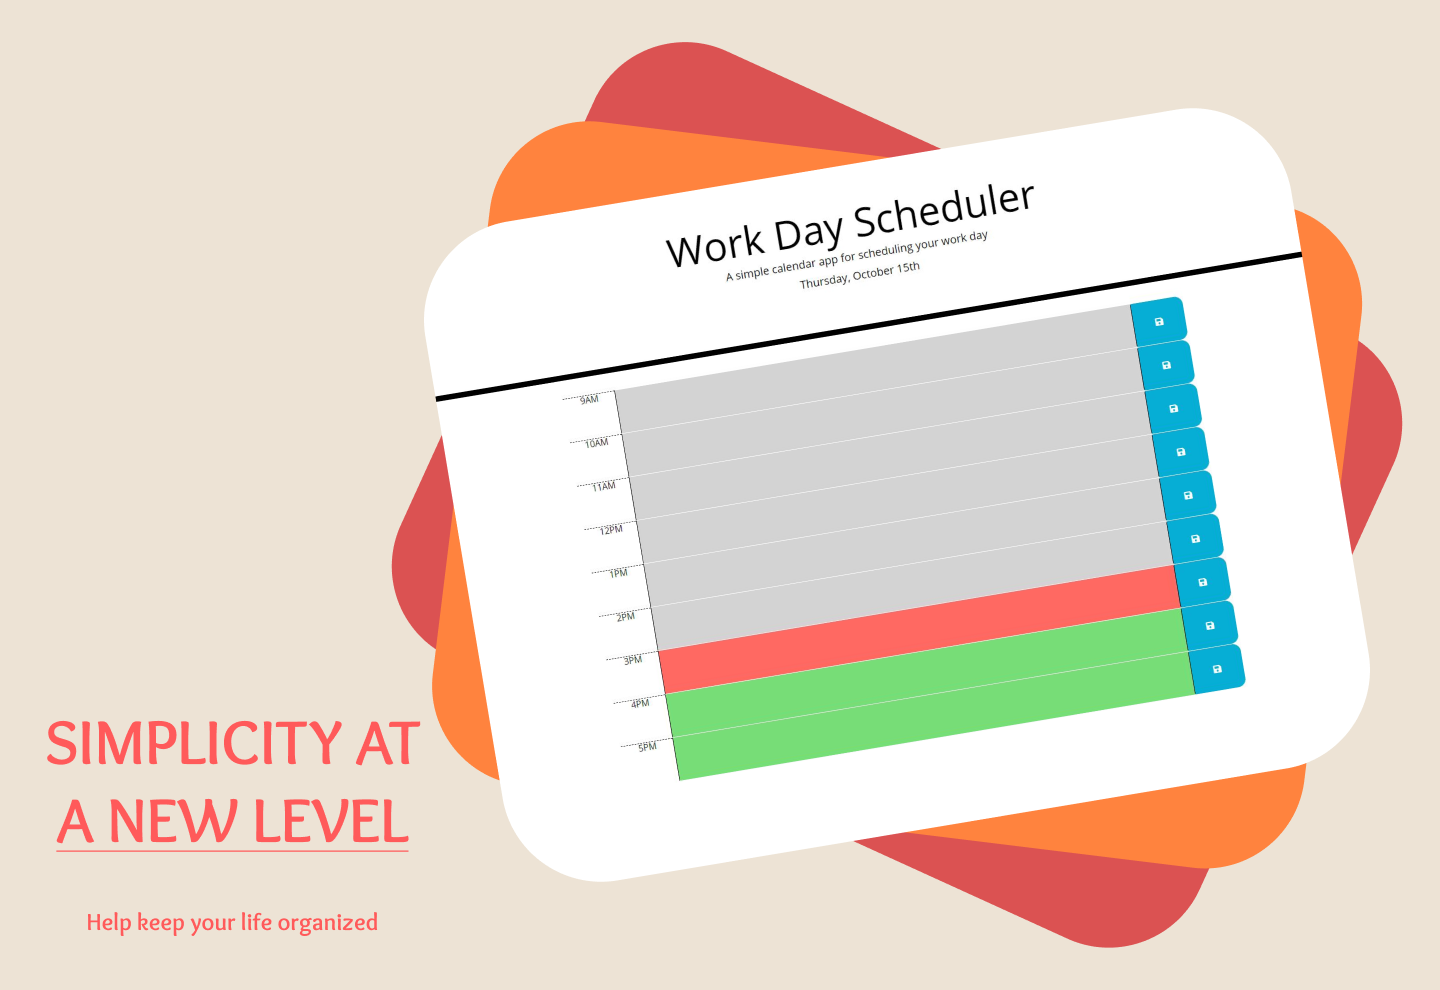 Work Day Scheduler
A simple calendar app for scheduling your work day
Thursday, October 15th
9AM
10AM
11AM
12PM
1PM
2PM
3PM
4PM
5PM
SIMPLICITY AT
A NEW LEVEL
Help keep your life organized